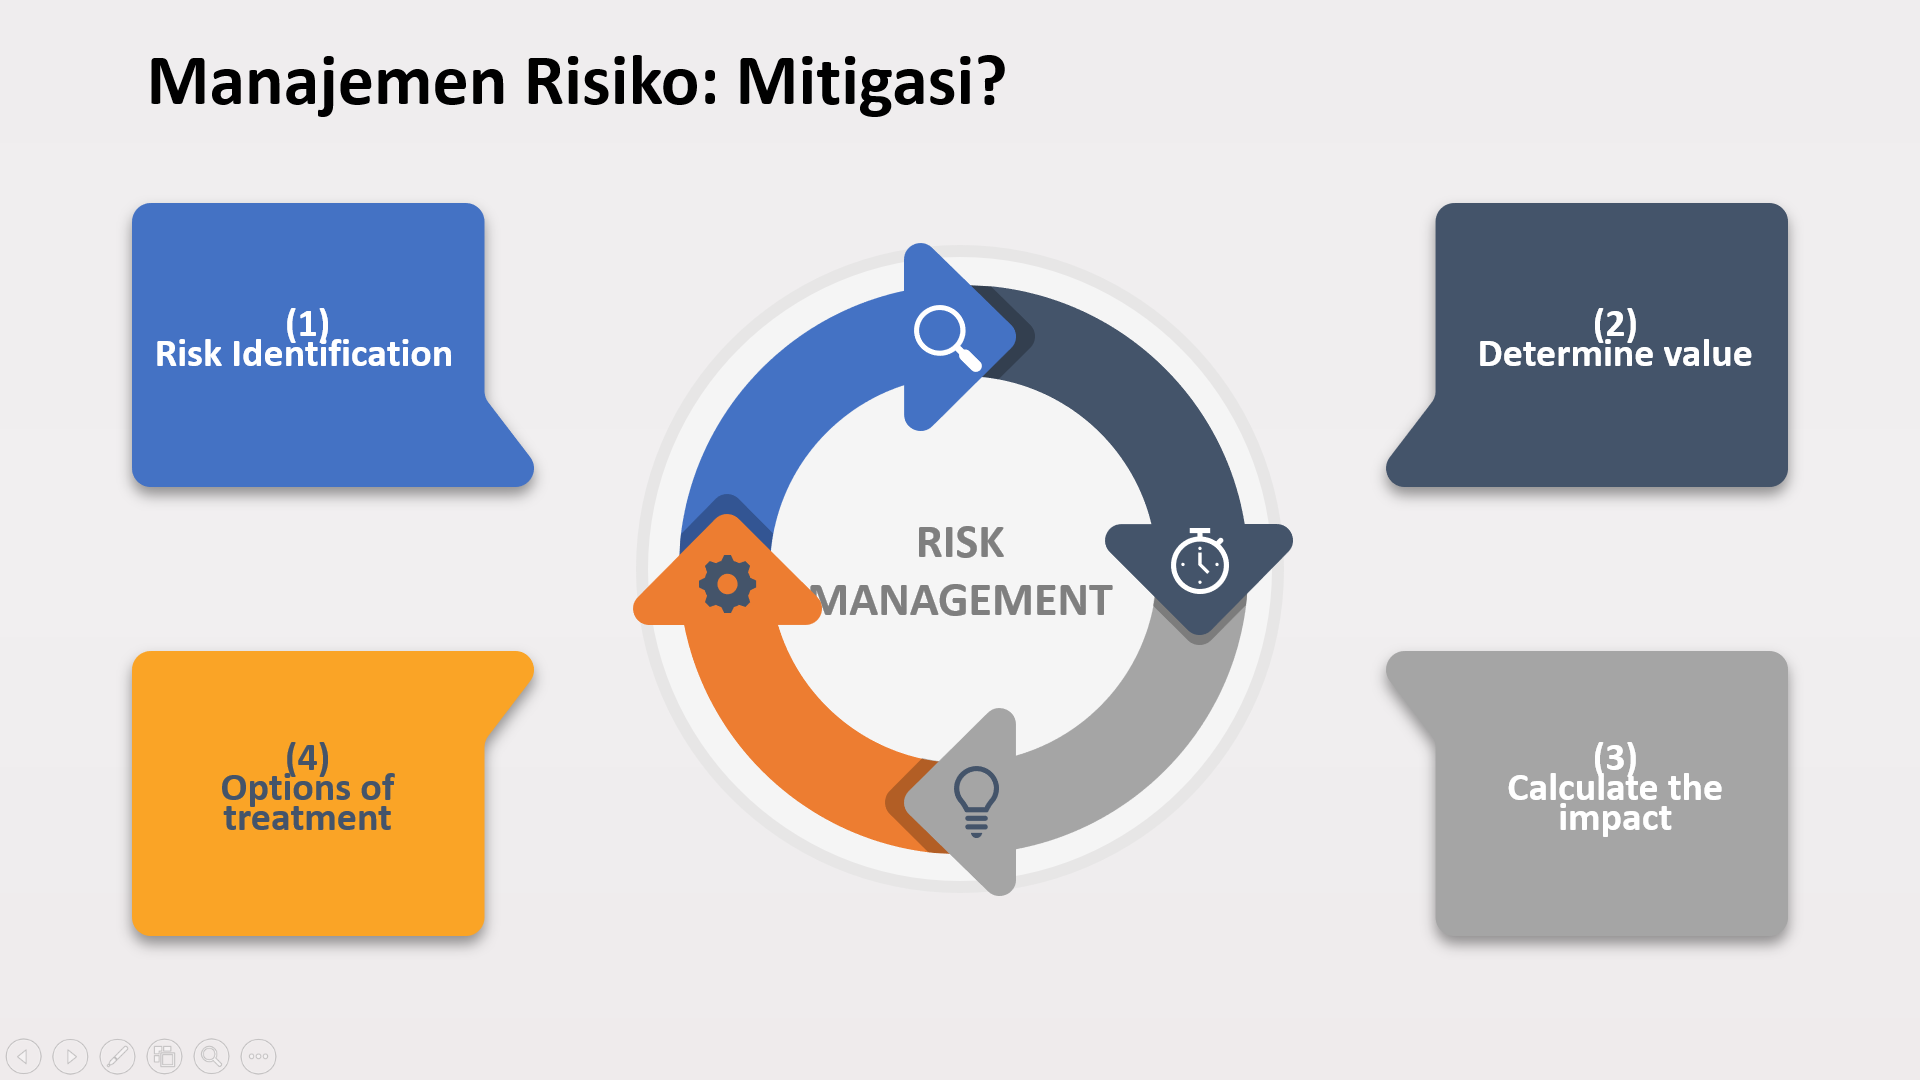 Manajemen Risiko: Mitigasi?
(1)
Risk Identification
(2)
Determine value
RISK
MANAGEMENT
(4)
Options of
treatment
(3)
Calculate the
impact